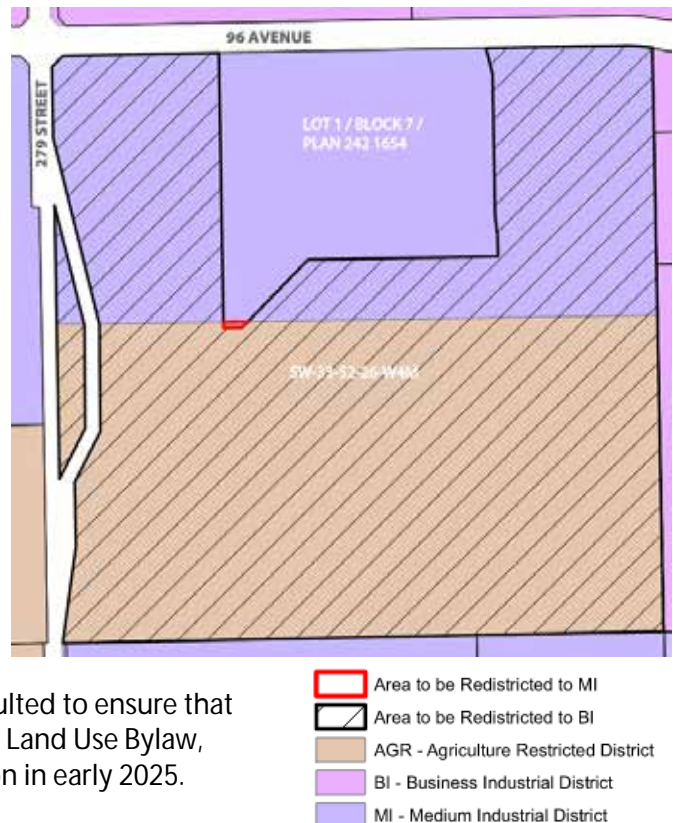 96 AVENUE
279 STREET
LOT 1 / BLOCK 7 /
PLAN 242 1654
SW-33-52-26-W4M
ulted to ensure that
Land Use Bylaw,
on in early 2025.
Area to be Redistricted to MI
Area to be Redistricted to BI
AGR - Agriculture Restricted District
BI - Business Industrial District
MI - Medium Industrial District